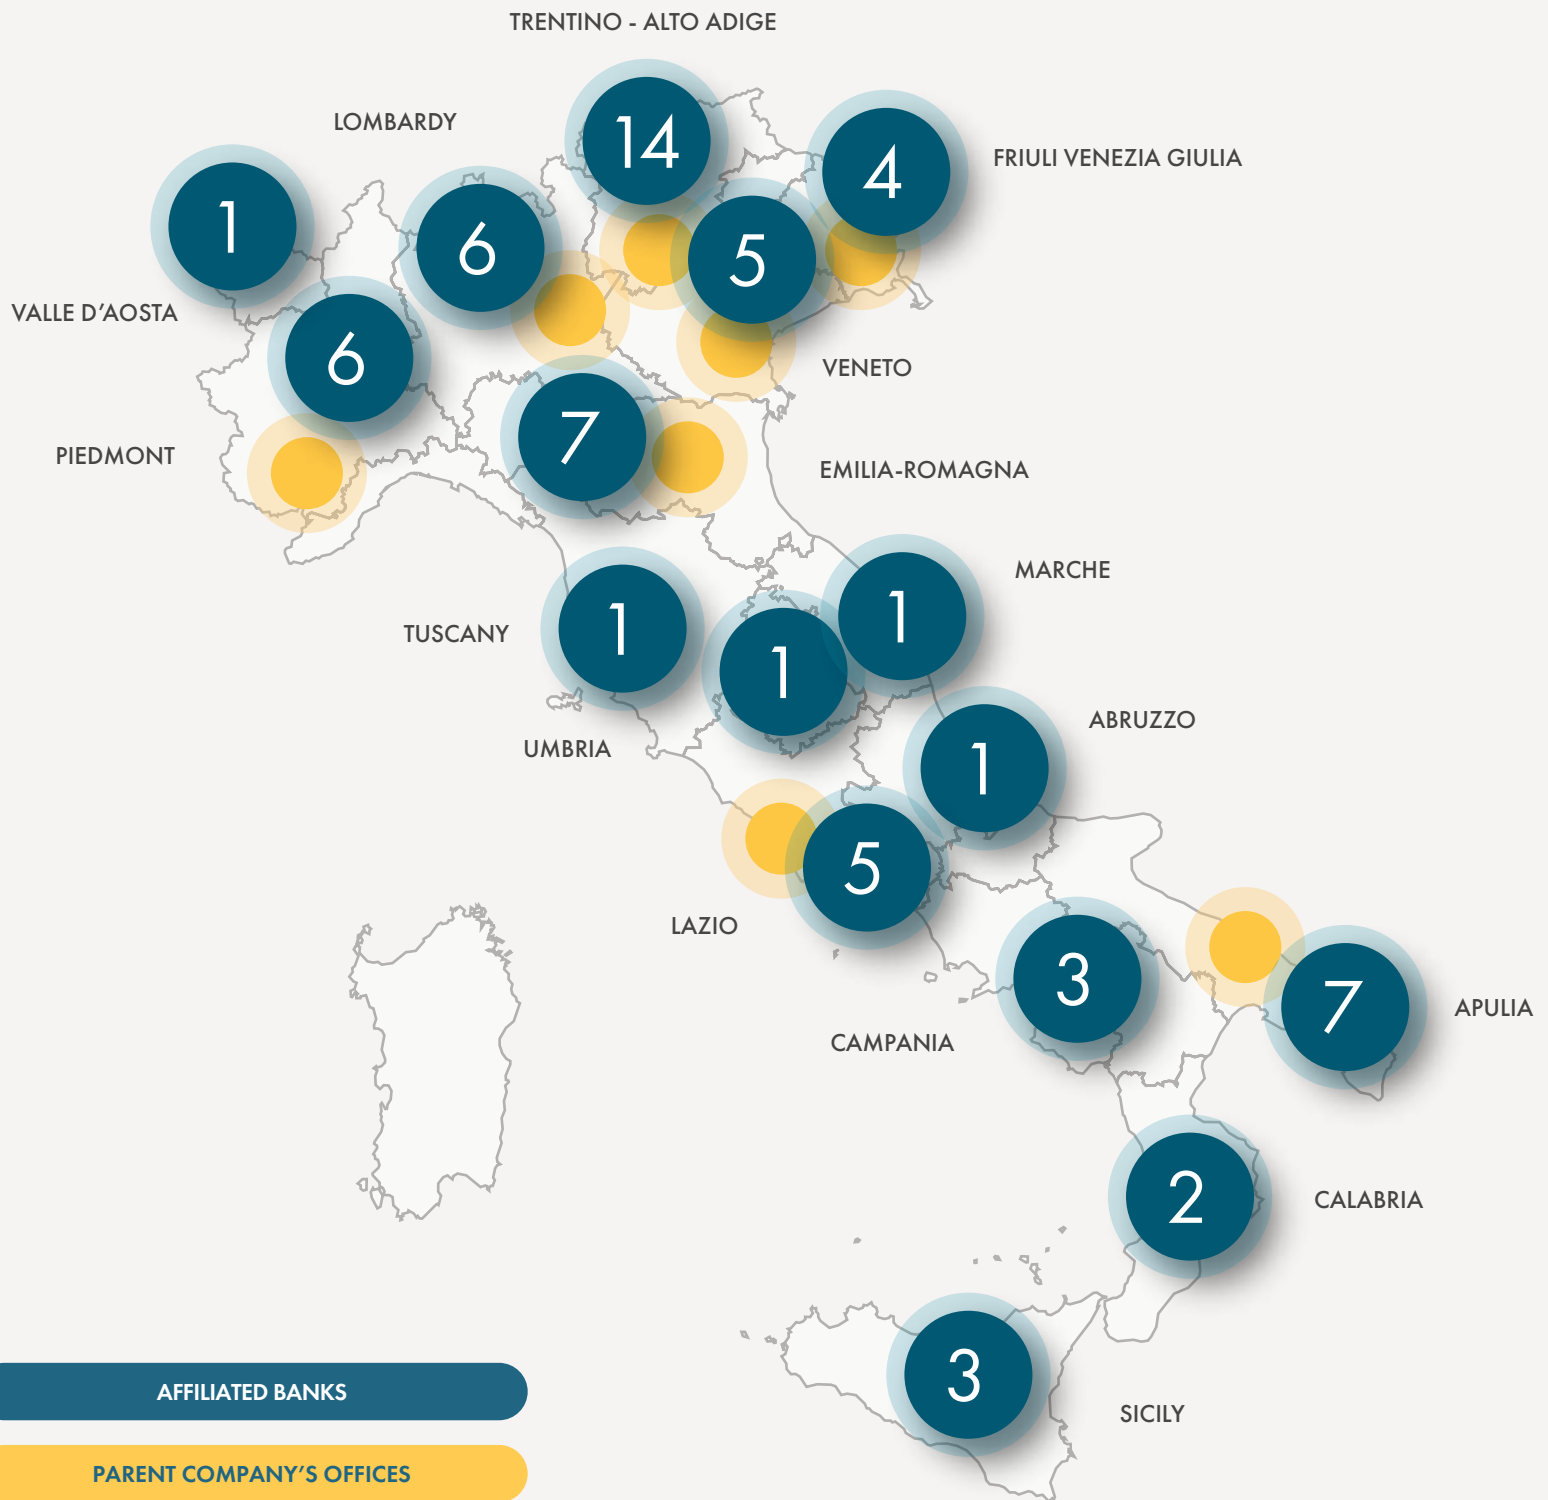 TRENTINO - ALTO ADIGE
LOMBARDY
14
4
FRIULI VENEZIA GIULIA
1
6
5
VALLE D’AOSTA
6
VENETO
7
PIEDMONT
EMILIA-ROMAGNA
MARCHE
1
TUSCANY
1
1
ABRUZZO
UMBRIA
1
5
LAZIO
3
7
APULIA
CAMPANIA
2
CALABRIA
3
SICILY
AFFILIATED BANKS
PARENT COMPANY’S OFFICES